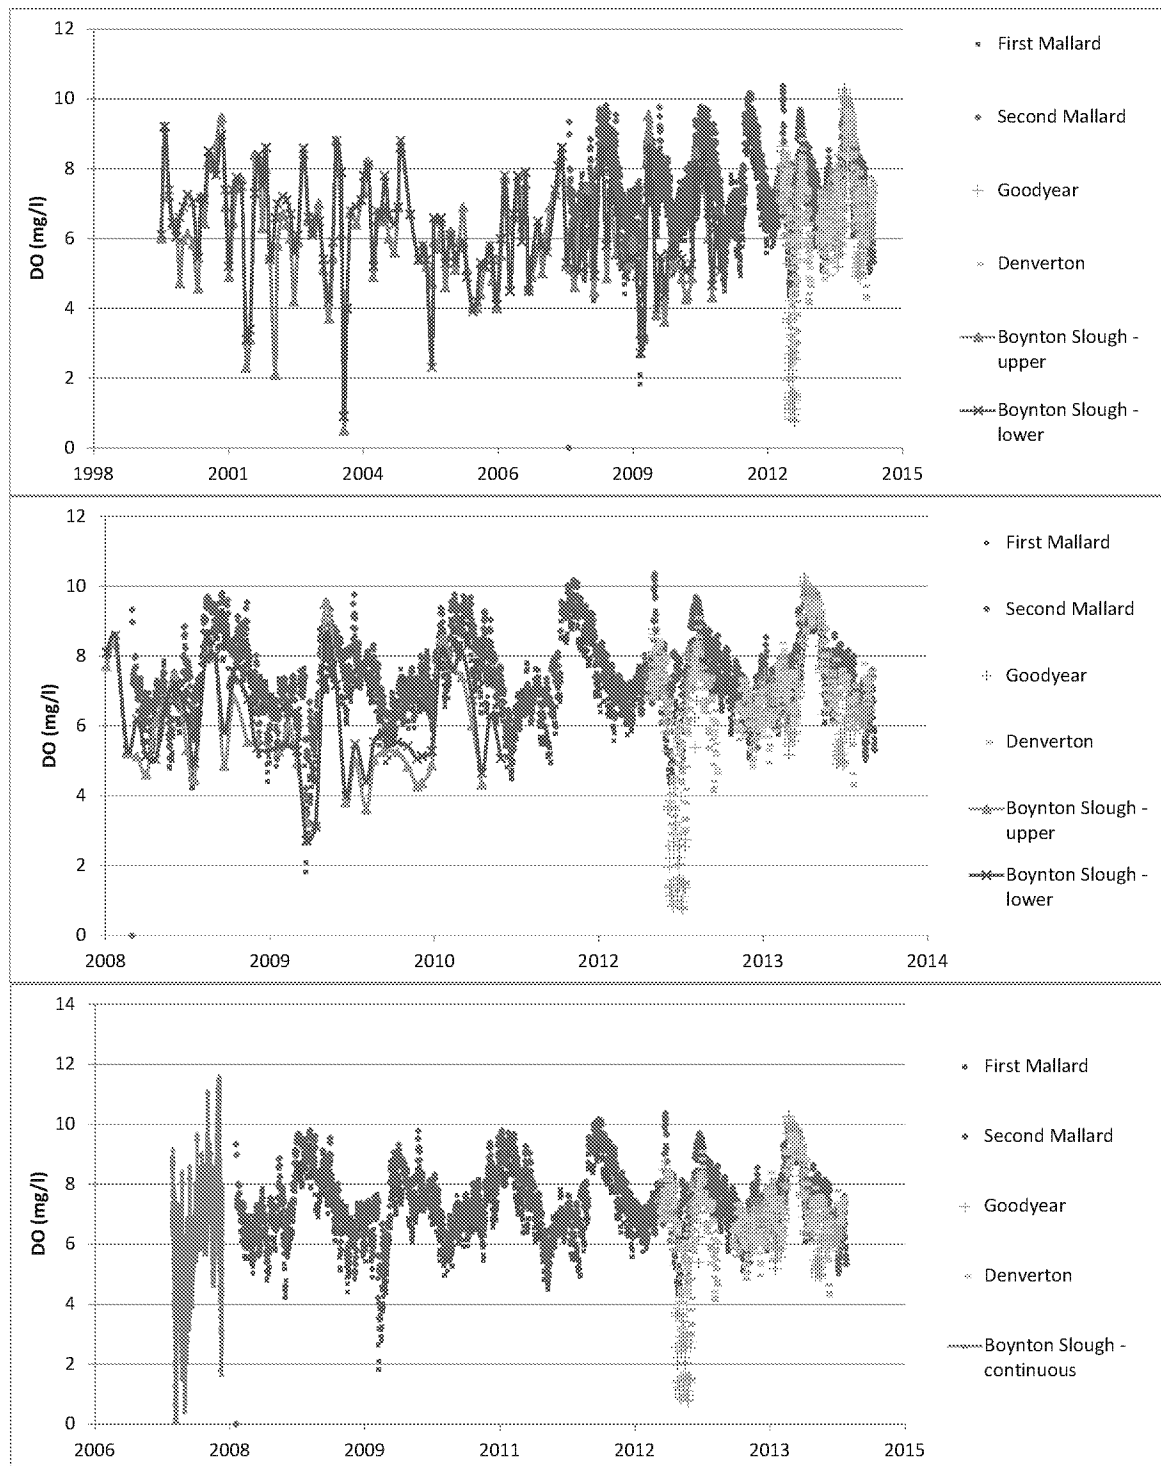 12
10
8
6
4
2
0
DO (mg/l)
1998
2001
2004
2006
2009
2012
2015
First Mallard
Second Mallard
Goodyear
Denverton
Boynton Slough -
upper
Boynton Slough -
lower
12
10
8
6
4
2
0
DO (mg/l)
2008
2009
2010
2012
2013
2014
First Mallard
Second Mallard
Goodyear
Denverton
Boynton Slough -
upper
Boynton Slough -
lower
14
12
10
8
6
4
2
0
DO (mg/l)
2006
2008
2009
2011
2012
2013
2015
First Mallard
Second Mallard
Goodyear
Denverton
Boynton Slough -
continuous